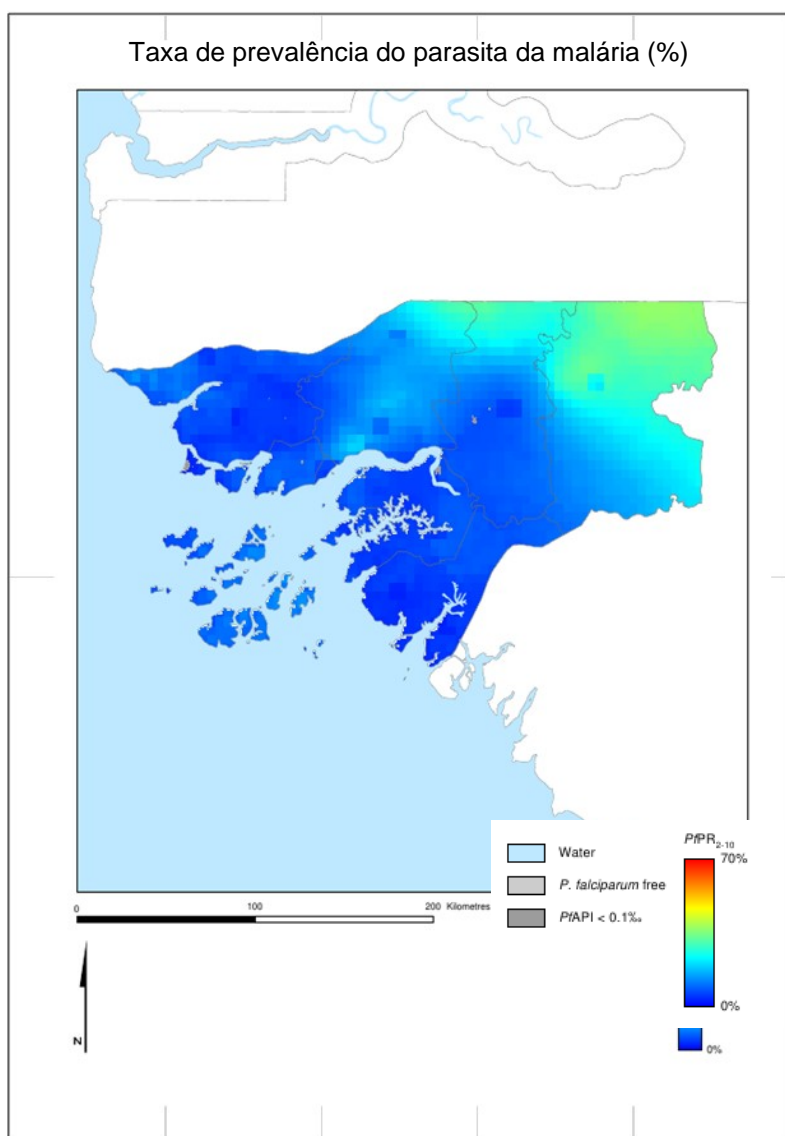 Taxa de prevalência do parasita da malária (%)
Water
P. falciparum free
PfAPI < 0.1‰
PfPR2-10
70%
0%
0%
0 100 200 Kilometres
N